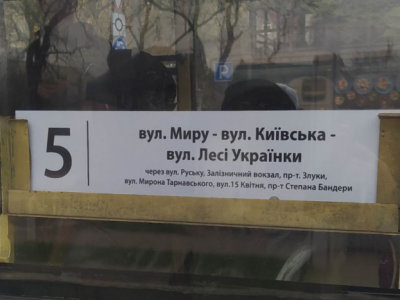 5
вул. Миру - вул. Київська -
вул. Лесі Українки
через вул. Руську, Залізничний вокзал, пр-т. Злуки,
вул. Мирона Тарнавського, вул.15 Квітня, пр-т Степана Бандери
P